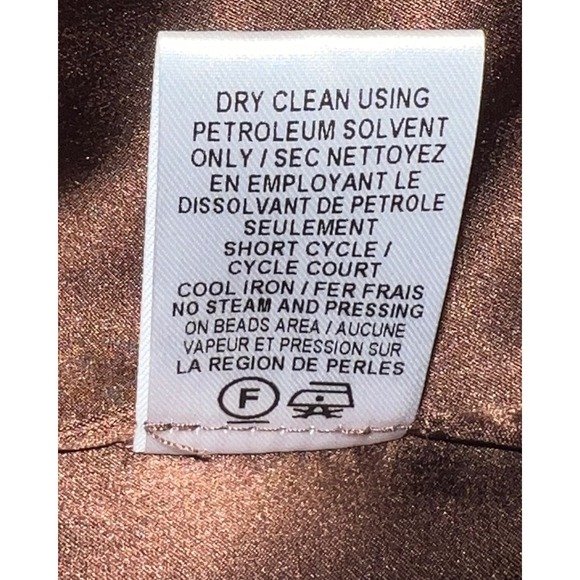 DRY CLEAN USING
PETROLEUM SOLVENT
ONLY / SEC NETTOYEZ
EN EMPLOYANT LE
DISSOLVANT DE PETROLE
SEULEMENT
SHORT CYCLE /
CYCLE COURT
COOL IRON / FER FRAIS
NO STEAM AND PRESSING
ON BEADS AREA / AUCUNE
VAPEUR ET PRESSION SUR
LA REGION DE PERLES
F